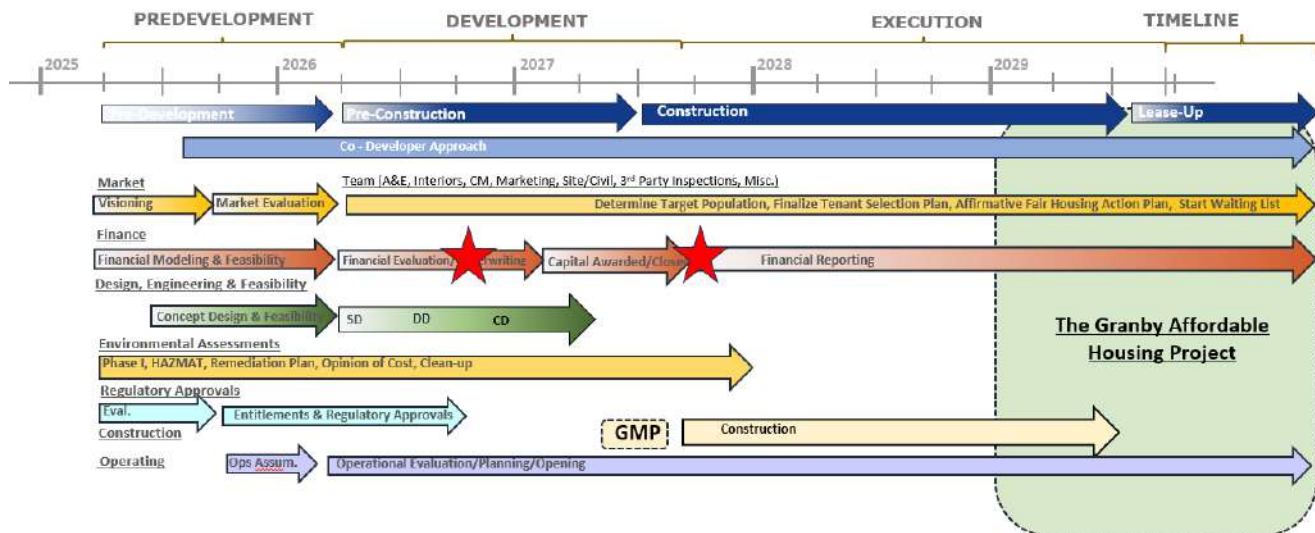 PREDEVELOPMENT DEVELOPMENT EXECUTION TIMELINE
2025 2026 2027 2028 2029
Pre-Development Pre-Construction Construction Lease-Up
Co - Developer Approach
Market Team (A&E, Interiors, CM, Marketing, Site/Civil, 3rd Party Inspections, Misc.)
Visioning Market Evaluation Determine Target Population, Finalize Tenant Selection Plan, Affirmative Fair Housing Action Plan, Start Waiting List
Finance
Financial Modeling & Feasibility Financial Evaluation/ Capital Awarded/Close Financial Reporting
Design, Engineering & Feasibility
Concept Design & Feasibility SD DD CD
The Granby Affordable
Housing Project
Environmental Assessments
Phase I, HAZMAT, Remediation Plan, Opinion of Cost, Clean-up
Regulatory Approvals
Eval. Entitlements & Regulatory Approvals
Construction GMP Construction
Operating Ops Assum. Operational Evaluation/Planning/Opening